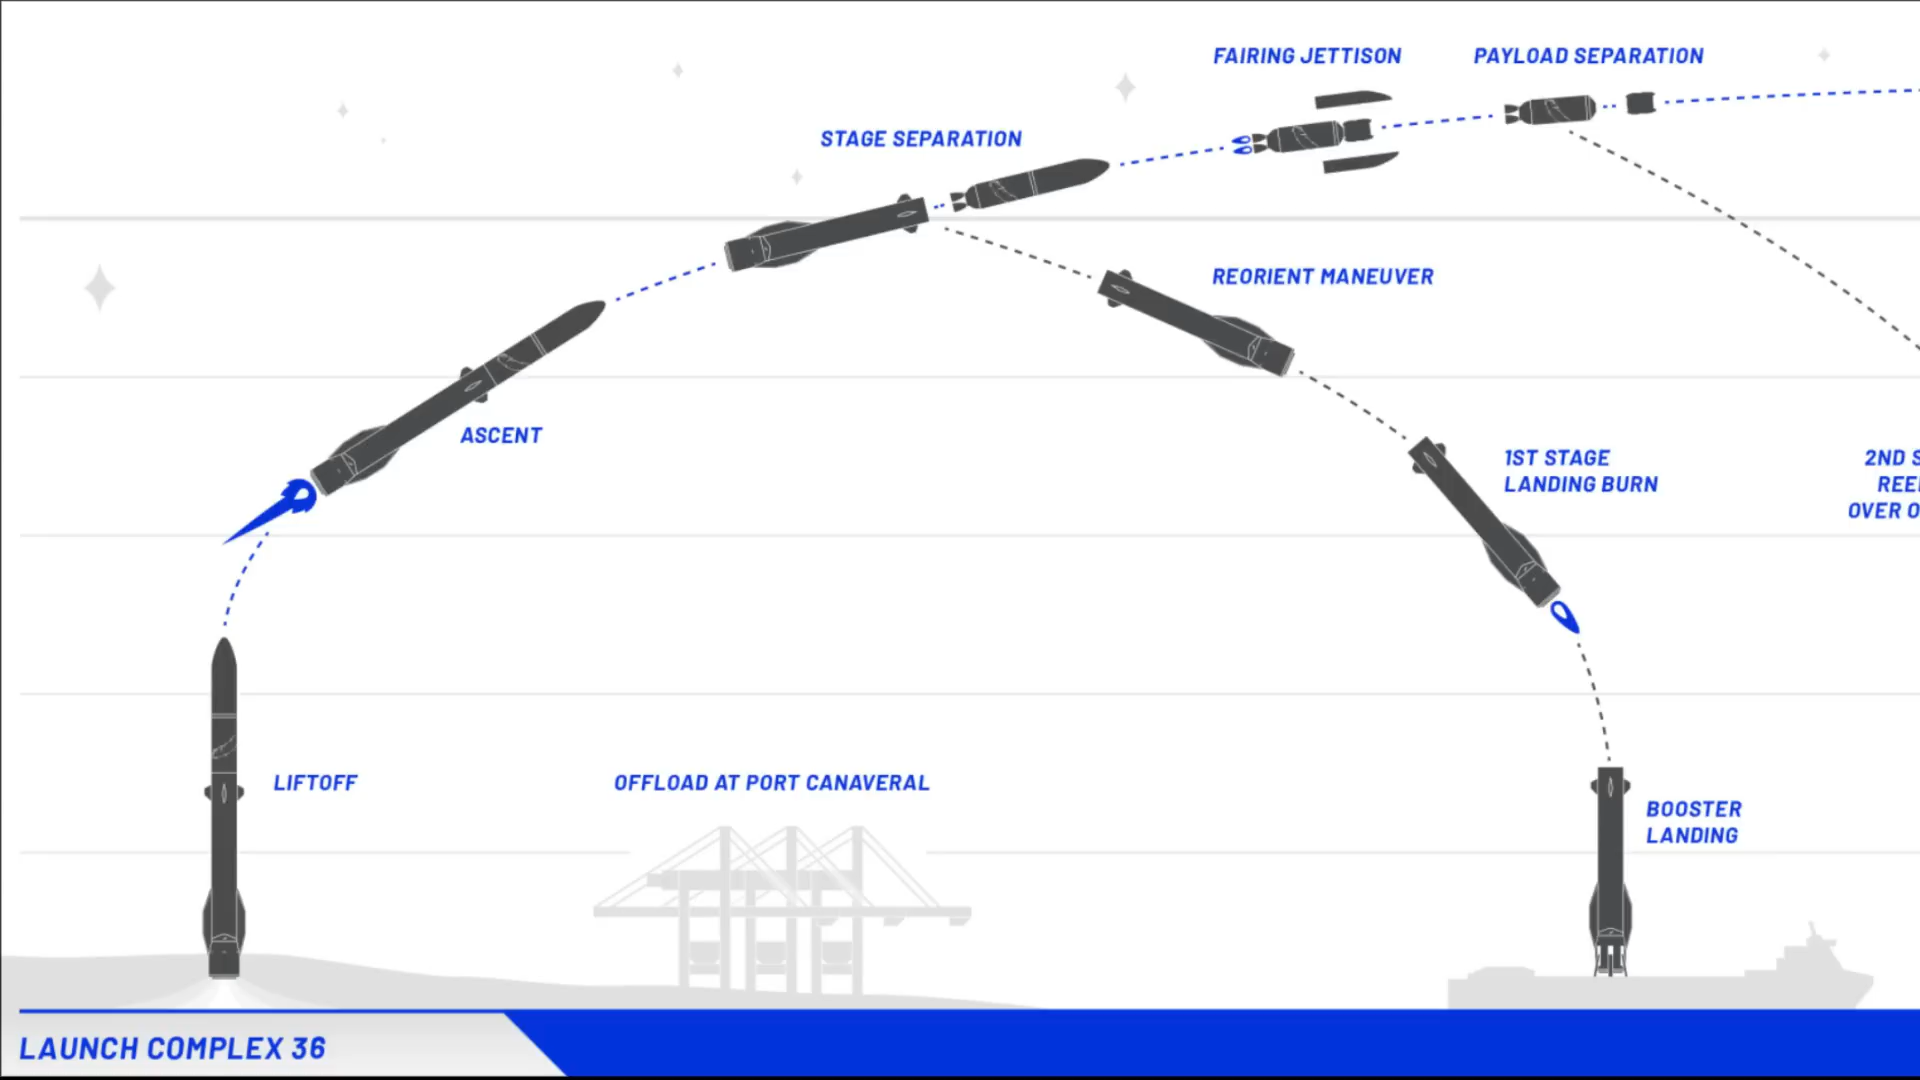 FAIRING JETTISON
PAYLOAD SEPARATION
STAGE SEPARATION
REORIENT MANEUVER
ASCENT
1ST STAGE
LANDING BURN
2ND
LIFTOFF
OFFLOAD AT PORT CANAVERAL
BOOSTER
LANDING
LAUNCH COMPLEX 36